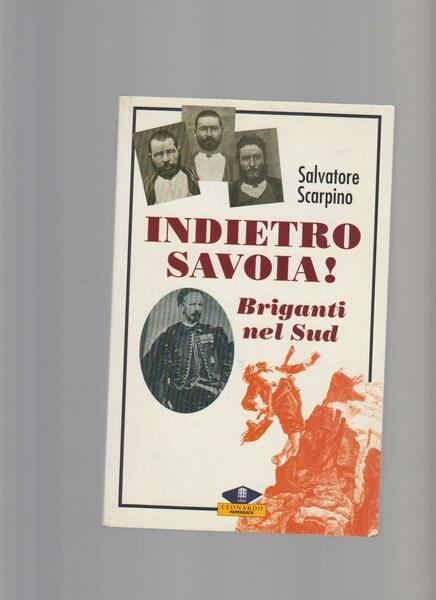 Salvatore
Scarpino
INDIETRO
SAVOIA!
Briganti
nel Sud
LEONARDO
PAPERBACK